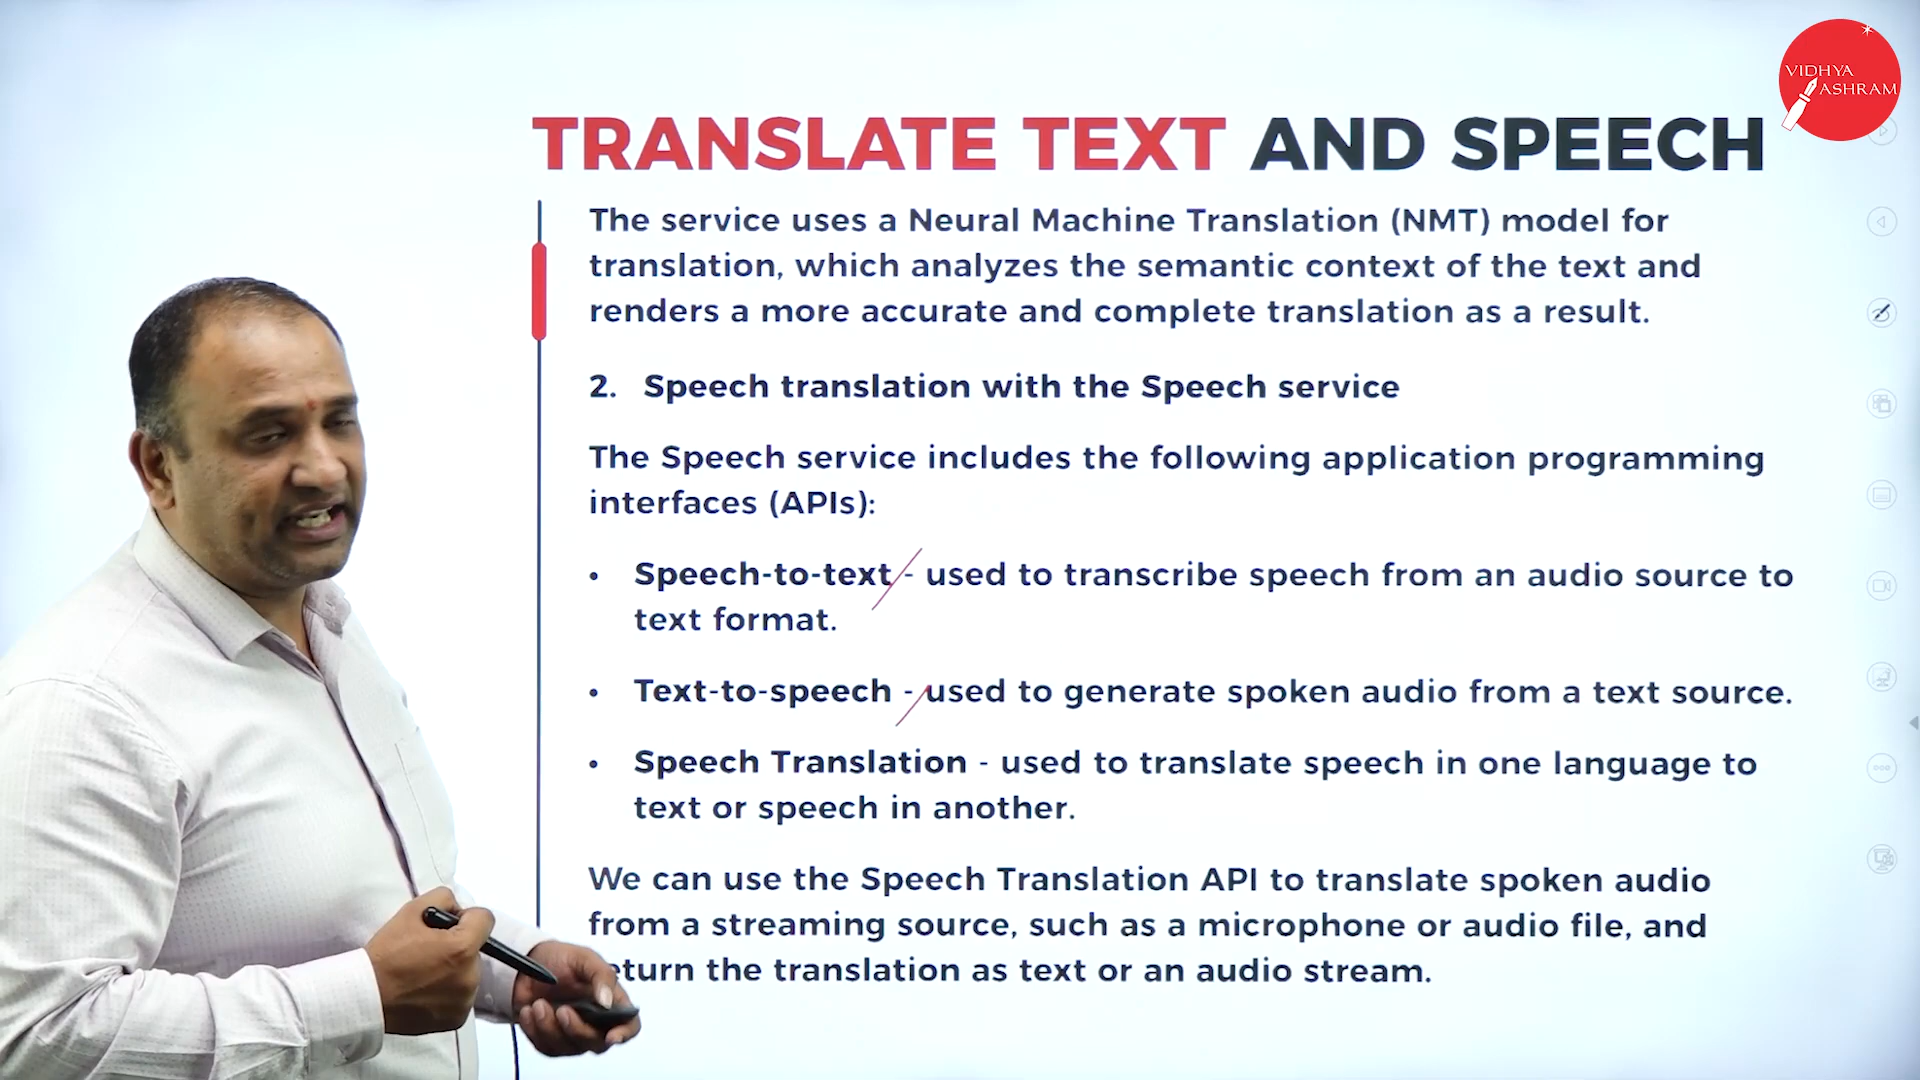 VIDHYA
ASHRAM
TRANSLATE TEXT AND SPEECH
The service uses a Neural Machine Translation (NMT) model for
translation, which analyzes the semantic context of the text and
renders a more accurate and complete translation as a result.
2. Speech translation with the Speech service
The Speech service includes the following application programming
interfaces (APIs):
• Speech-to-text - used to transcribe speech from an audio source to
text format.
• Text-to-speech - used to generate spoken audio from a text source.
• Speech Translation - used to translate speech in one language to
text or speech in another.
We can use the Speech Translation API to translate spoken audio
from a streaming source, such as a microphone or audio file, and
eturn the translation as text or an audio stream.